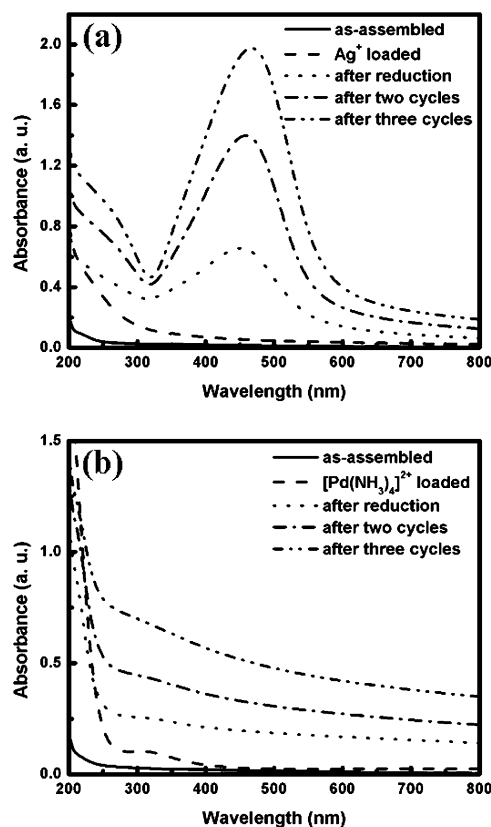 (a)
as-assembled
Ag+ loaded
after reduction
after two cycles
after three cycles
2.0
1.6
1.2
0.8
0.4
0.0
Absorbance (a. u.)
200 300 400 500 600 700 800
Wavelength (nm)
(b)
as-assembled
[Pd(NH3)4]2+ loaded
after reduction
after two cycles
after three cycles
1.5
1.0
0.5
0.0
Absorbance (a. u.)
200 300 400 500 600 700 800
Wavelength (nm)